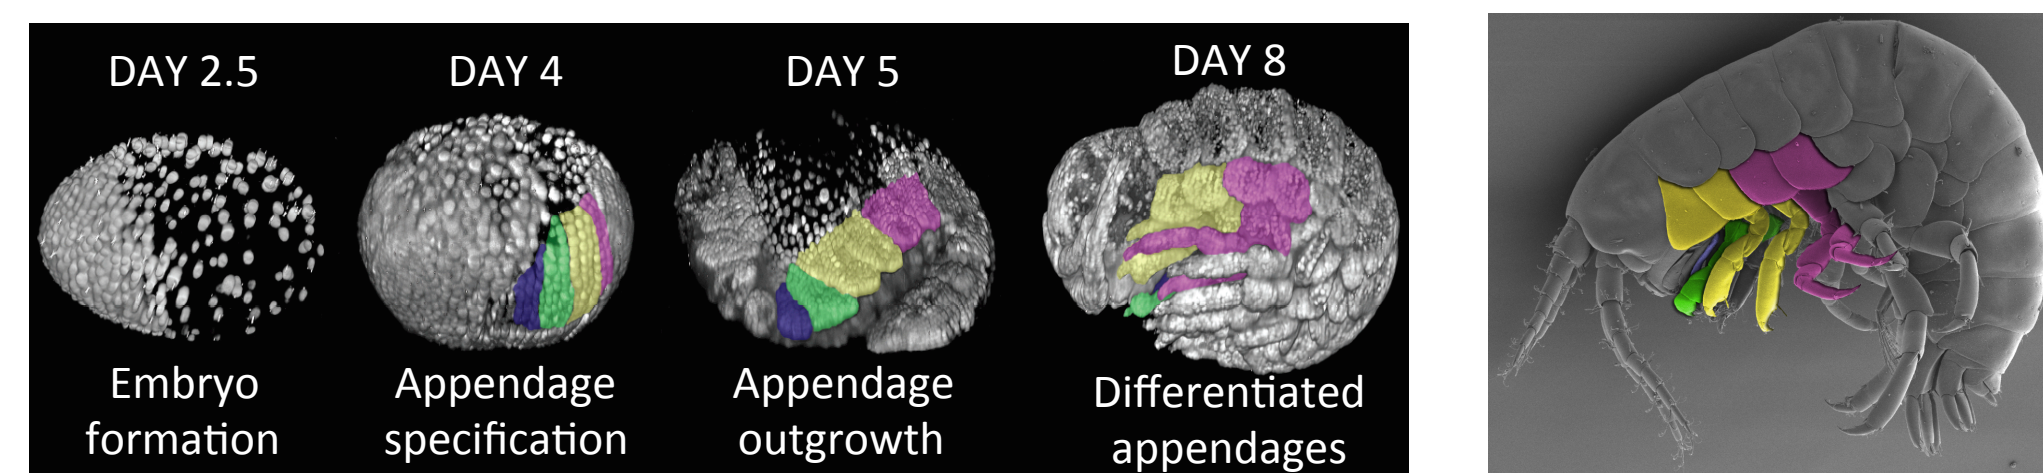 DAY 2.5
Embryo
formation
DAY 4
Appendage
specification
DAY 5
Appendage
outgrowth
DAY 8
Differentiated
appendages